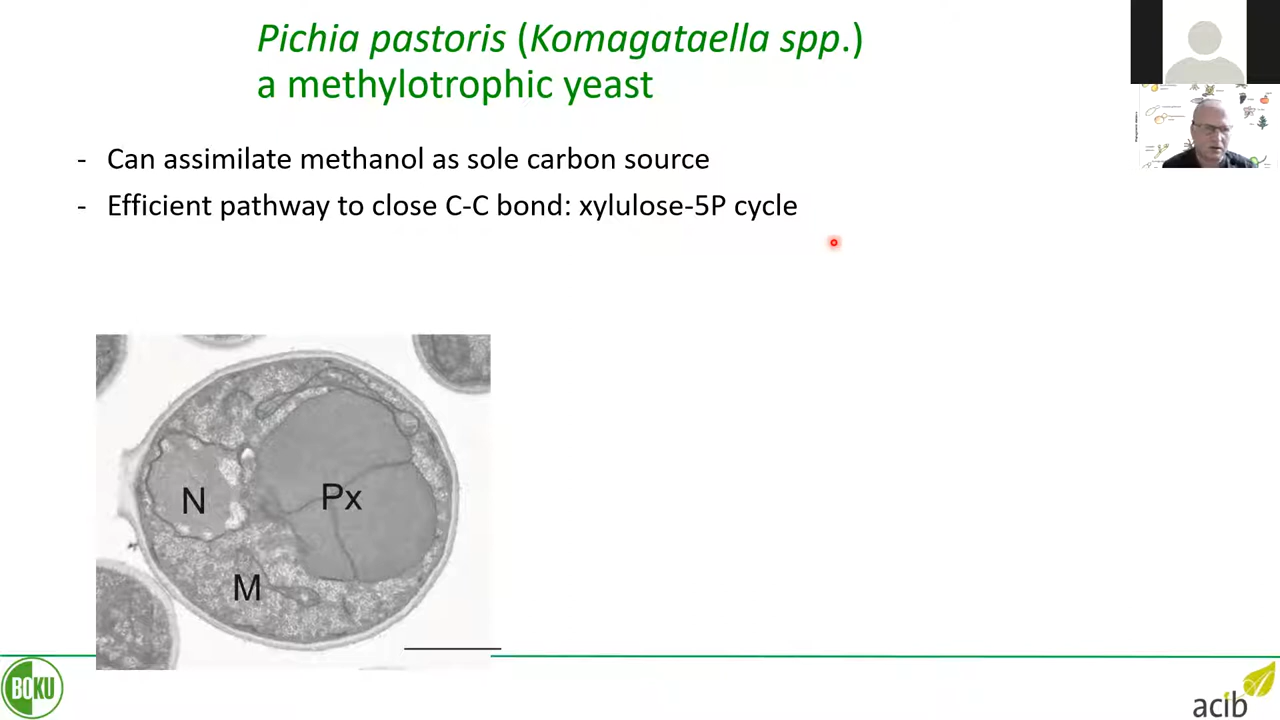 Pichia pastoris (Komagataella spp.)
a methylotrophic yeast
- Can assimilate methanol as sole carbon source
- Efficient pathway to close C-C bond: xylulose-5P cycle
N
Px
M
BOKU
acib